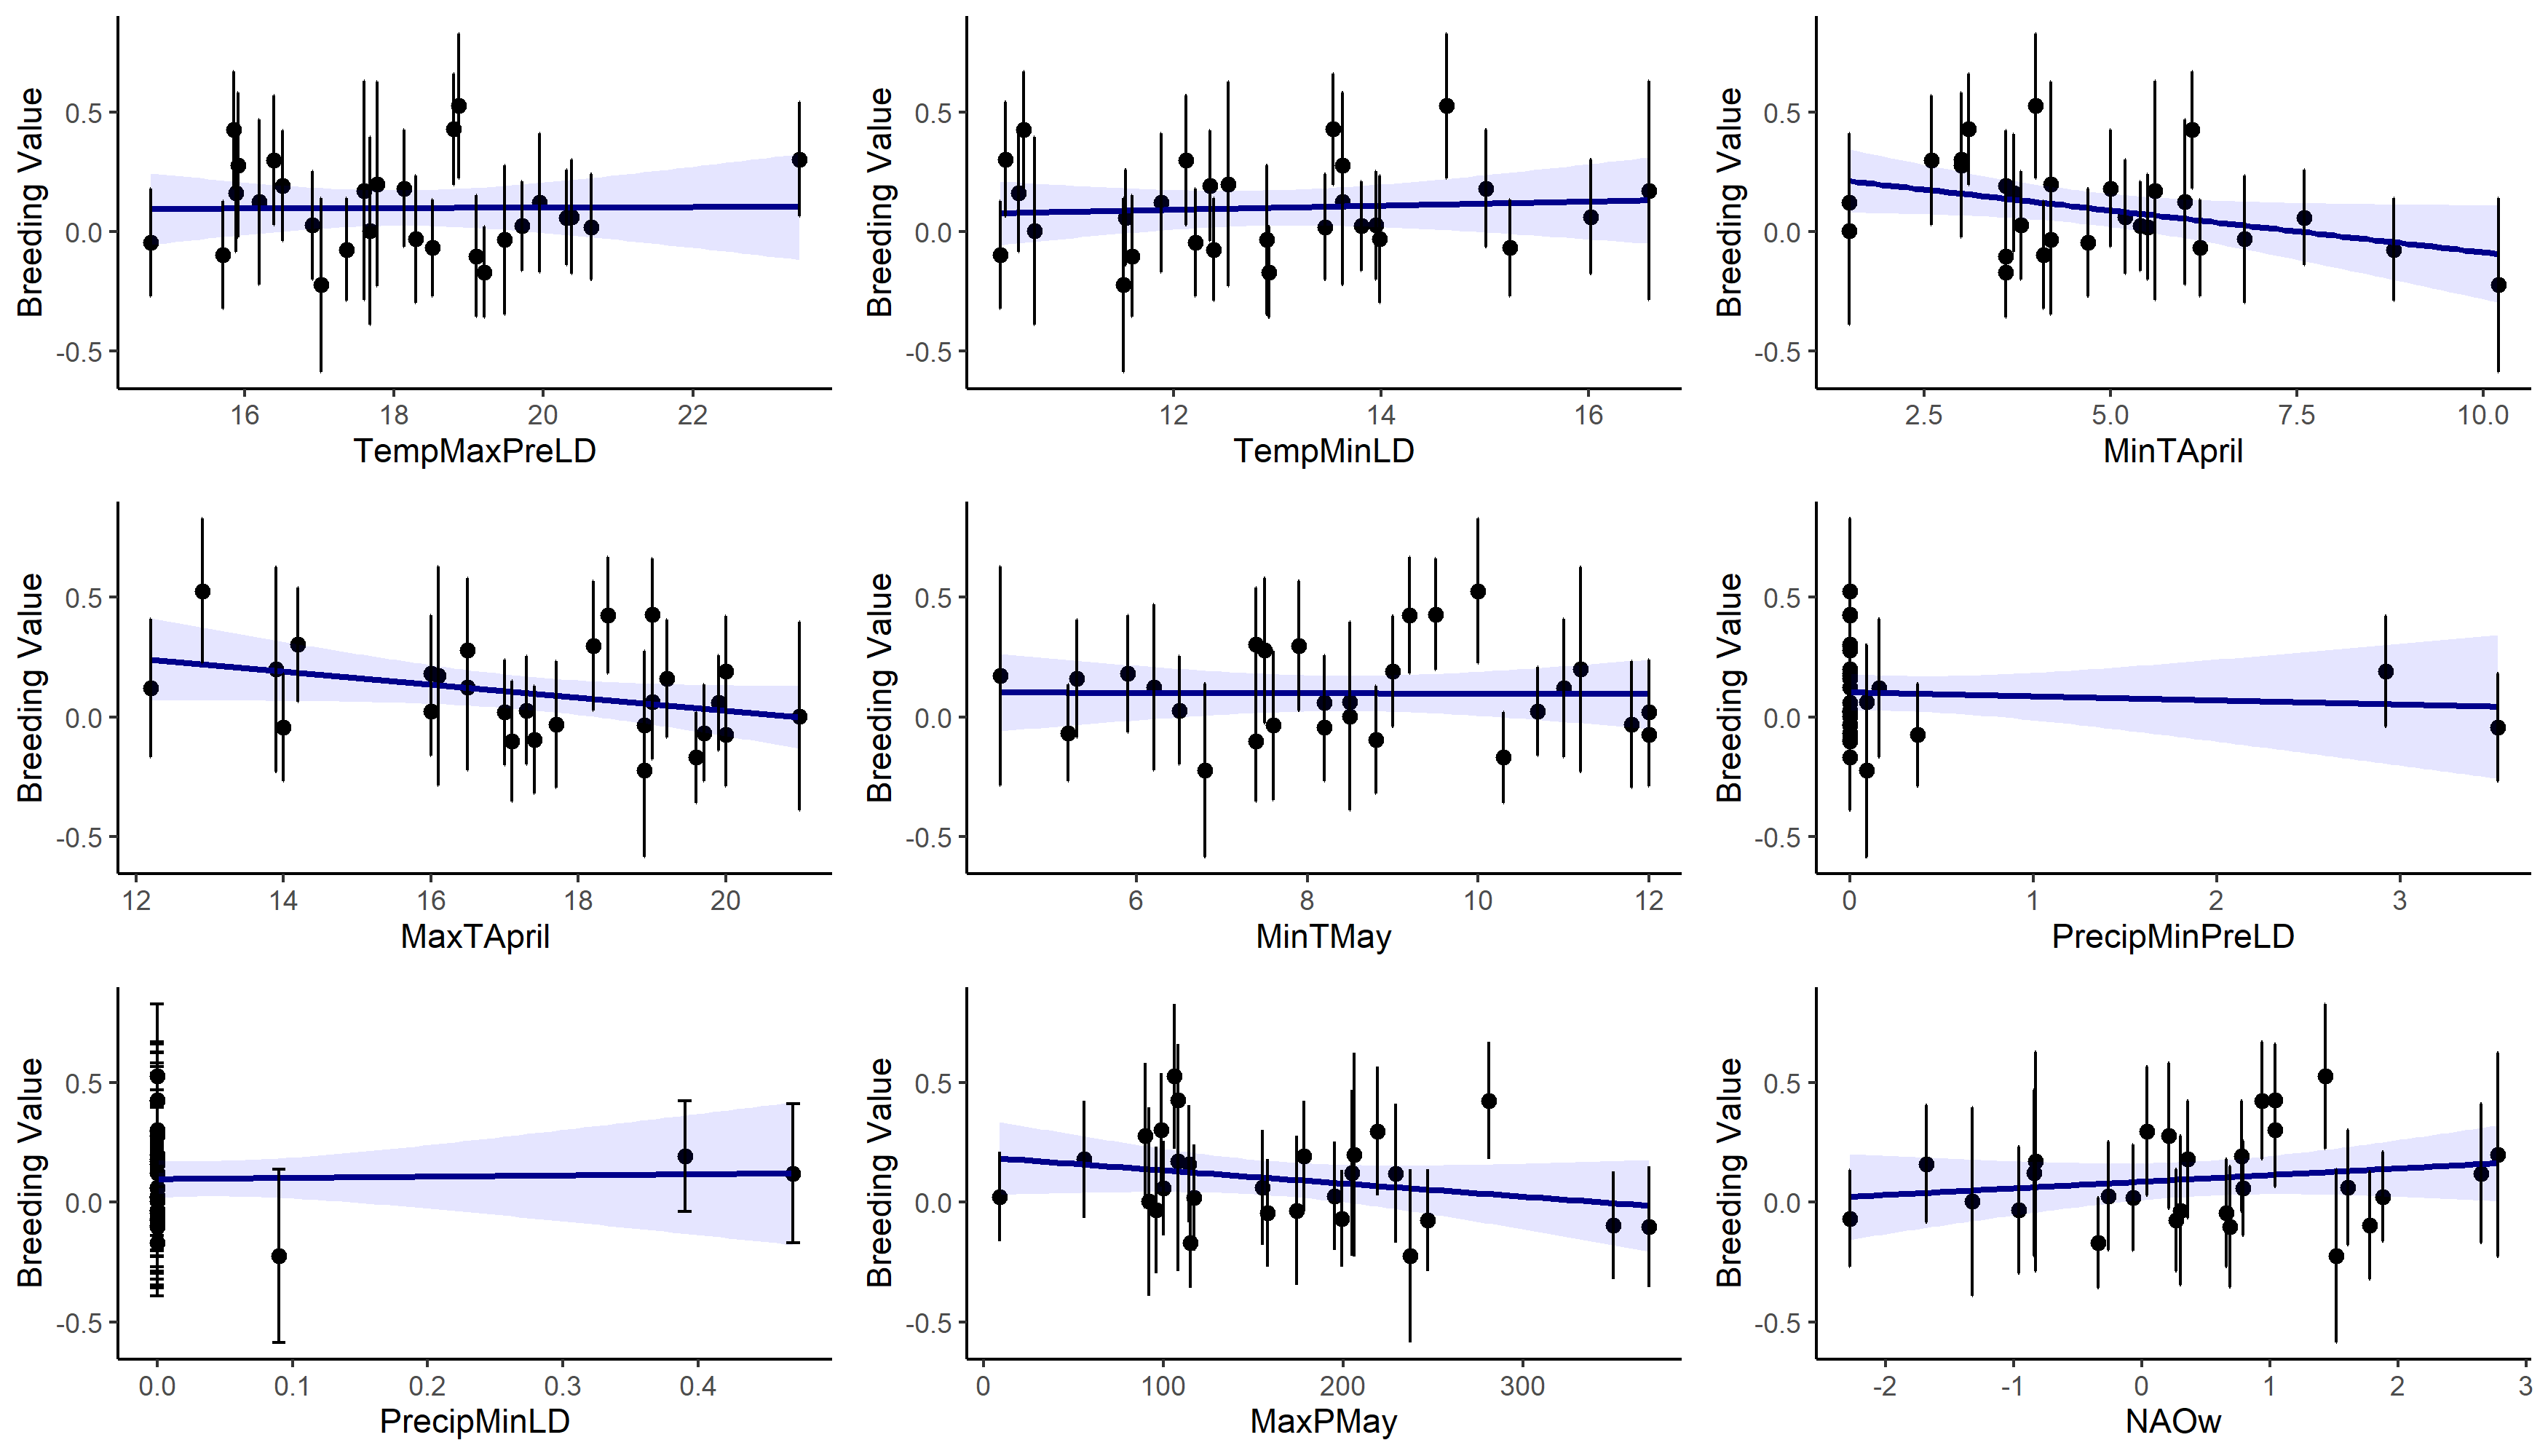 Breeding Value
0.5
0.0
-0.5
16 18 20 22
TempMaxPreLD
Breeding Value
0.5
0.0
-0.5
12 14 16
TempMinLD
Breeding Value
0.5
0.0
-0.5
2.5 5.0 7.5 10.0
MinTApril
Breeding Value
0.5
0.0
-0.5
12 14 16 18 20
MaxTApril
Breeding Value
0.5
0.0
-0.5
6 8 10 12
MinTMay
Breeding Value
0.5
0.0
-0.5
0 1 2 3
PrecipMinPreLD
Breeding Value
0.5
0.0
-0.5
0.0 0.1 0.2 0.3 0.4
PrecipMinLD
Breeding Value
0.5
0.0
-0.5
0 100 200 300
MaxPMay
Breeding Value
0.5
0.0
-0.5
-2 -1 0 1 2 3
NAOw